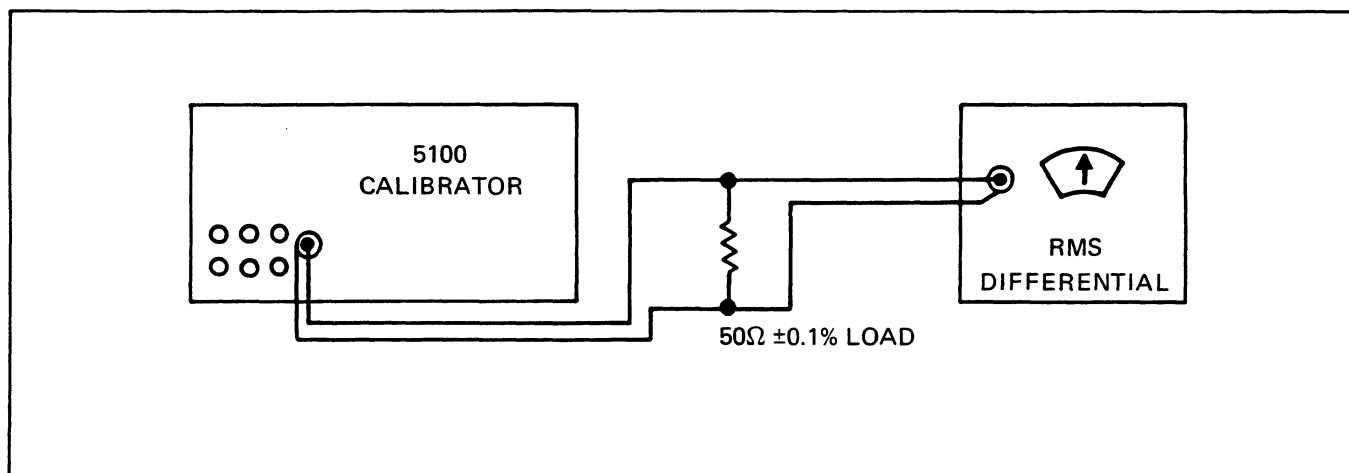 5100
CALIBRATOR
RMS
DIFFERENTIAL
50Ω ±0.1% LOAD